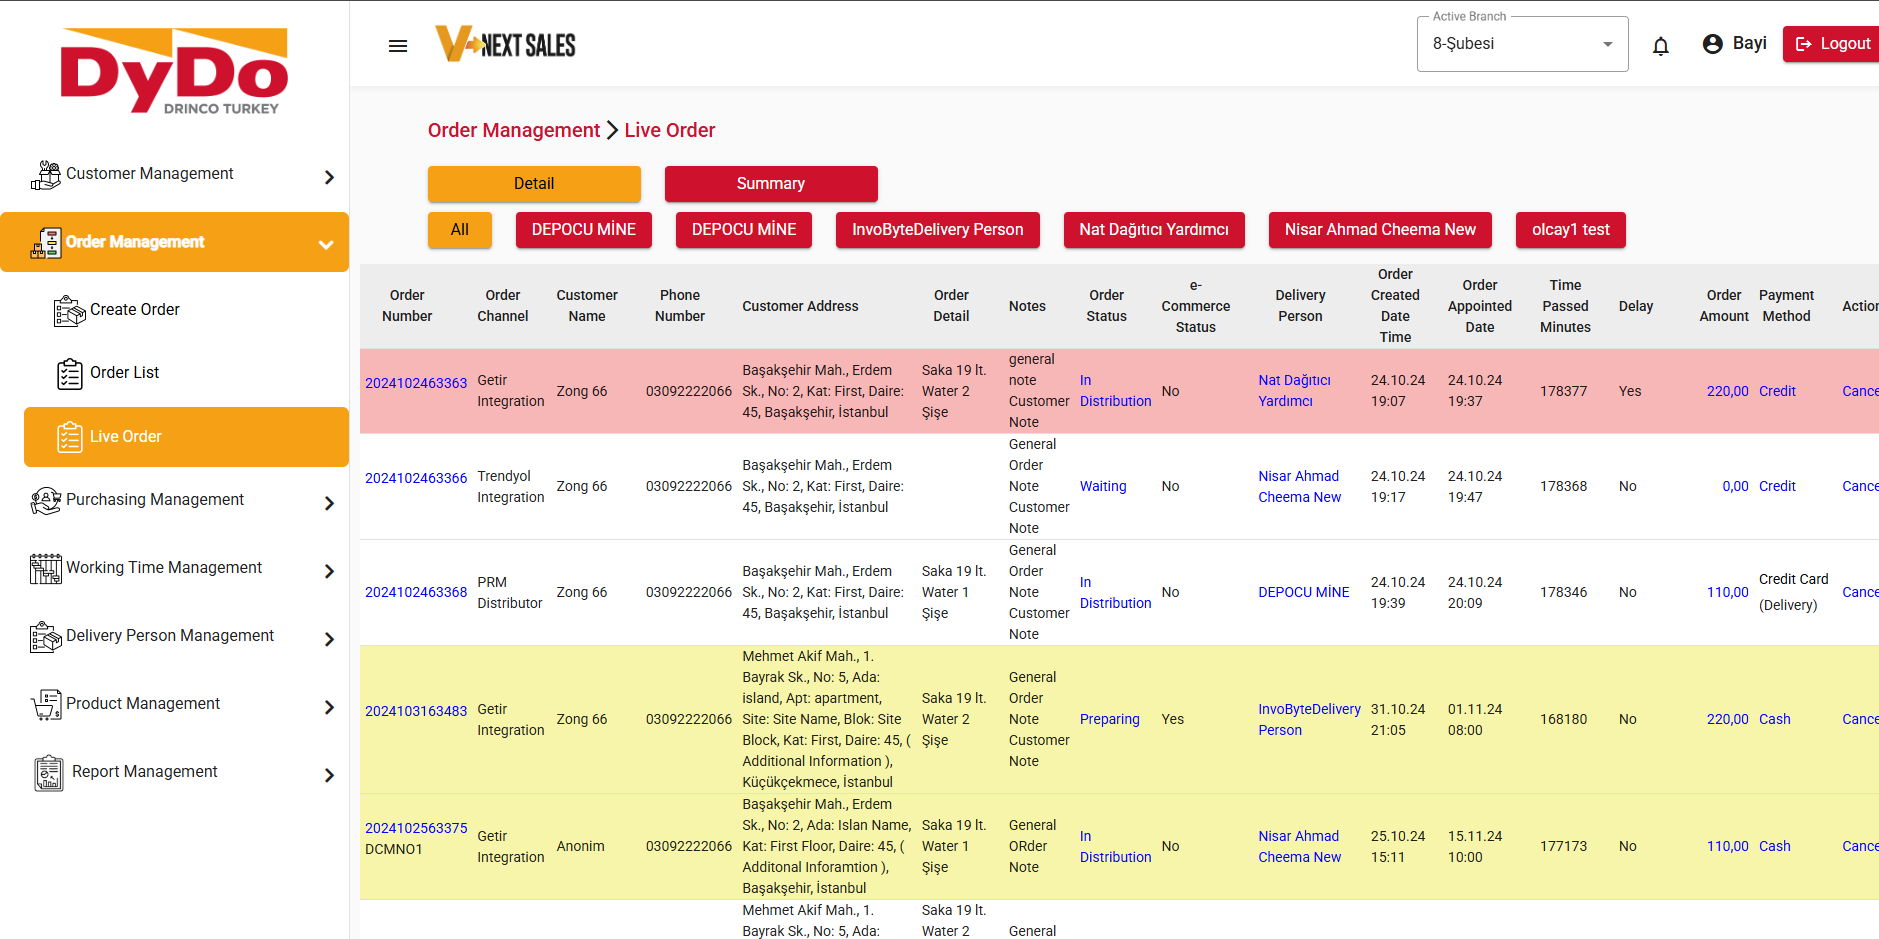 DyDo
DRINCO TURKEY
Customer Management
Order Management
Create Order
Order List
Live Order
Purchasing Management
Working Time Management
Delivery Person Management
Product Management
Report Management
V NEXT SALES
Active Branch
8-Şubesi
Bayi
Logout
Order Management > Live Order
Detail
Summary
All
DEPOCU MİNE
DEPOCU MİNE
InvoByteDelivery Person
Nat Dağıtıcı Yardımcı
Nisar Ahmad Cheema New
olcay1 test
Order
Number
Order
Channel
Customer
Name
Phone
Number
Customer Address
Order
Detail
Notes
Order
Status
e-
Commerce
Status
Delivery
Person
Order
Created
Date
Time
Order
Appointed
Date
Time
Passed
Minutes
Delay
Order
Amount
Payment
Method
Action
2024102463363
Getir
Integration
Zong 66
03092222066
Başakşehir Mah., Erdem
Sk., No: 2, Kat: First, Daire:
45, Başakşehir, İstanbul
Saka 19 lt.
Water 2
Şişe
general
note
Customer
Note
In
Distribution
No
Nat Dağıtıcı
Yardımcı
24.10.24
19:07
24.10.24
19:37
178377
Yes
220,00
Credit
Cance
2024102463366
Trendyol
Integration
Zong 66
03092222066
Başakşehir Mah., Erdem
Sk., No: 2, Kat: First, Daire:
45, Başakşehir, İstanbul
General
Order
Note
Customer
Note
Waiting
No
Nisar Ahmad
Cheema New
24.10.24
19:17
24.10.24
19:47
178368
No
0,00
Credit
Cance
2024102463368
PRM
Distributor
Zong 66
03092222066
Başakşehir Mah., Erdem
Sk., No: 2, Kat: First, Daire:
45, Başakşehir, İstanbul
Saka 19 lt.
Water 1
Şişe
General
Order
Note
Customer
Note
In
Distribution
No
DEPOCU MİNE
24.10.24
19:39
24.10.24
20:09
178346
No
110,00
Credit Card
(Delivery)
Cance
2024103163483
Getir
Integration
Zong 66
03092222066
Mehmet Akif Mah., 1.
Bayrak Sk., No: 5, Ada:
island, Apt: apartment,
Site: Site Name, Blok: Site
Block, Kat: First, Daire: 45, (
Additional Information ),
Küçükçekmece, İstanbul
Saka 19 lt.
Water 2
Şişe
General
Order
Note
Customer
Note
Preparing
Yes
InvoByteDelivery
Person
31.10.24
21:05
01.11.24
08:00
168180
No
220,00
Cash
Cance
2024102563375
DCMNO1
Getir
Integration
Anonim
03092222066
Başakşehir Mah., Erdem
Sk., No: 2, Ada: Islan Name,
Kat: First Floor, Daire: 45, (
Additonal Inforamtion ),
Başakşehir, İstanbul
Saka 19 lt.
Water 1
Şişe
General
ORder
Note
In
Distribution
No
Nisar Ahmad
Cheema New
25.10.24
15:11
15.11.24
10:00
177173
No
110,00
Cash
Cance
Mehmet Akif Mah., 1.
Bayrak Sk., No: 5, Ada:
Saka 19 lt.
Water 2
General